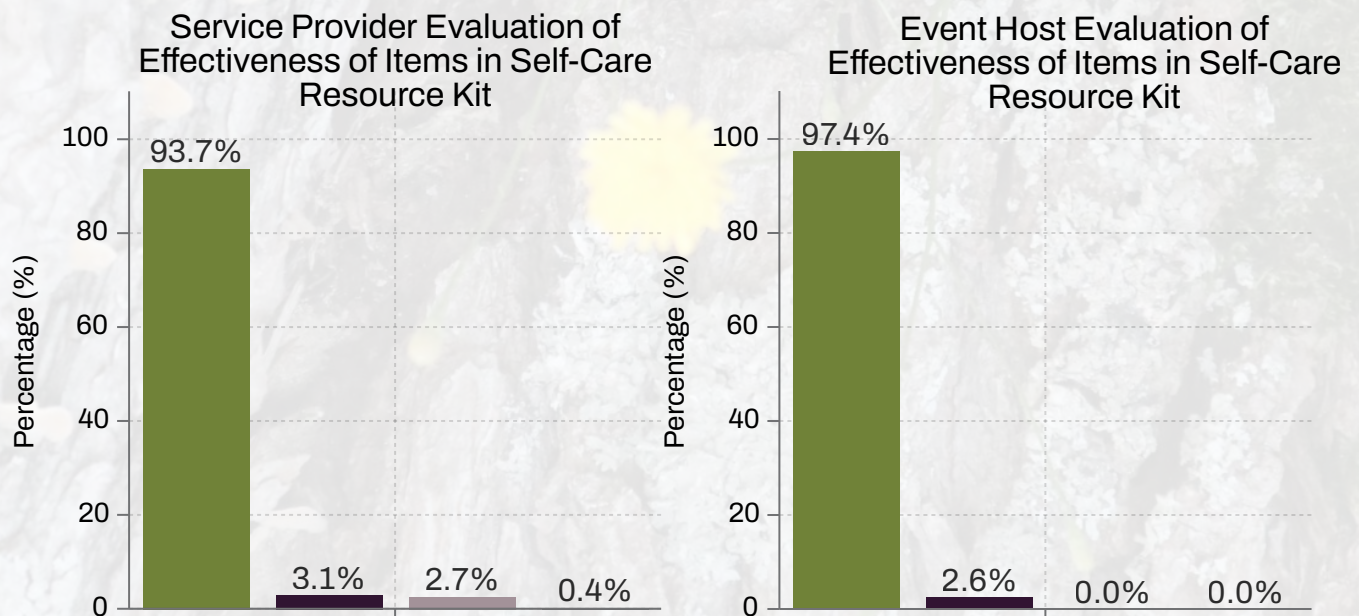 Service Provider Evaluation of
Effectiveness of Items in Self-Care
Resource Kit
Percentage (%)
100
80
60
40
20
0
93.7%
3.1%
2.7%
0.4%
Event Host Evaluation of
Effectiveness of Items in Self-Care
Resource Kit
Percentage (%)
100
80
60
40
20
0
97.4%
2.6%
0.0%
0.0%